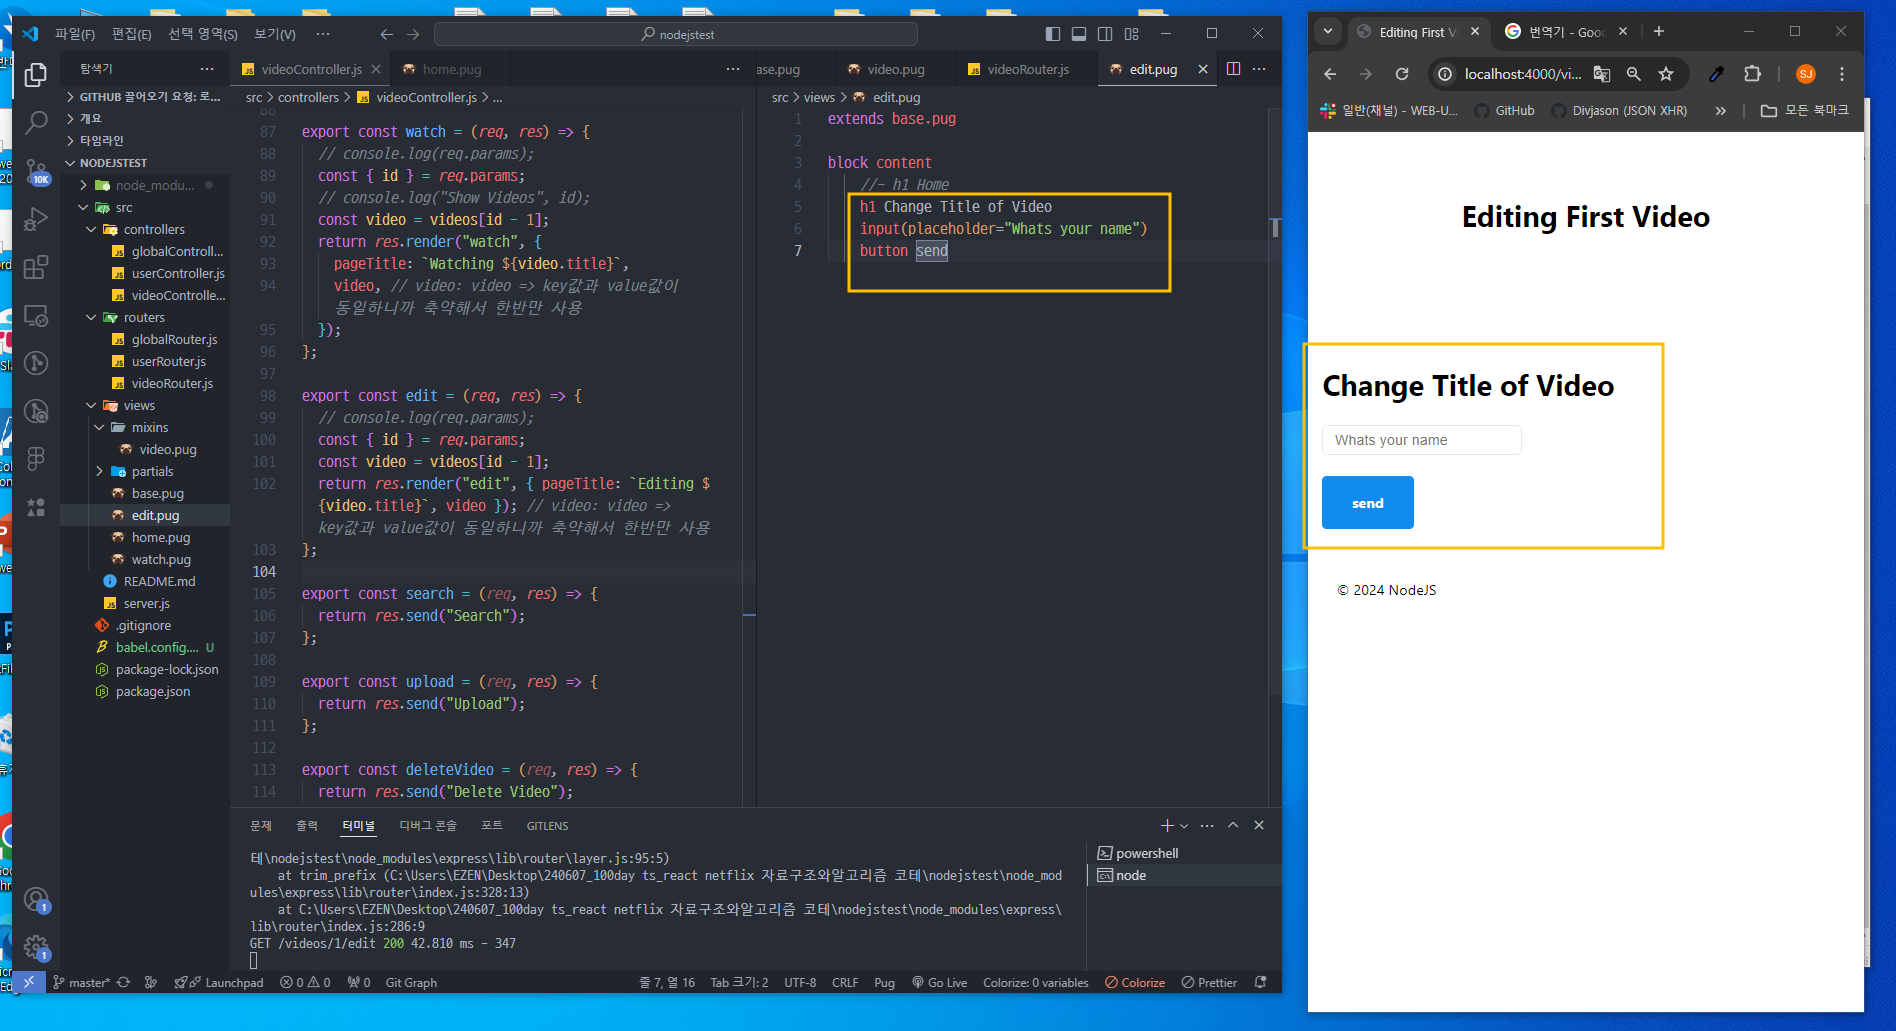 파일(F) 편집(E) 선택 영역(S) 보기(V) ··· nodejstest
탐색기 ···
GITHUB 끌어오기 요청: 로...
개요
타임라인
NODEJSTEST
node_modu...
src
controllers
globalControll...
userController.js
videoControlle...
routers
globalRouter.js
userRouter.js
videoRouter.js
views
mixins
video.pug
partials
base.pug
edit.pug
home.pug
watch.pug
README.md
server.js
.gitignore
babel.config.... U
package-lock.json
package.json
10K
1
1
videoController.js home.pug ···
src > controllers > videoController.js > ...
86
87 export const watch = (req, res) => {
88 // console.log(req.params);
89 const { id } = req.params;
90 // console.log("Show Videos", id);
91 const video = videos[id - 1];
92 return res.render("watch", {
93 pageTitle: `Watching ${video.title}`,
94 video, // video: video => key값과 value값이
동일하니까 축약해서 한반만 사용
95 });
96 };
97
98 export const edit = (req, res) => {
99 // console.log(req.params);
100 const { id } = req.params;
101 const video = videos[id - 1];
102 return res.render("edit", { pageTitle: `Editing $
{video.title}`, video }); // video: video =>
key값과 value값이 동일하니까 축약해서 한반만 사용
103 };
104
105 export const search = (req, res) => {
106 return res.send("Search");
107 };
108
109 export const upload = (req, res) => {
110 return res.send("Upload");
111 };
112
113 export const deleteVideo = (req, res) => {
114 return res.send("Delete Video");
ase.pug video.pug videoRouter.js edit.pug ···
src > views > edit.pug
1 extends base.pug
2
3 block content
4 //- h1 Home
5 h1 Change Title of Video
6 input(placeholder="Whats your name")
7 button send
문제 출력 터미널 디버그 콘솔 포트 GITLENS
테\nodejstest\node_modules\express\lib\router\layer.js:95:5)
at trim_prefix (C:\Users\EZEN\Desktop\240607_100day ts_react netflix 자료구조와알고리즘 코테\nodejstest\node_mod
ules\express\lib\router\index.js:328:13)
at C:\Users\EZEN\Desktop\240607_100day ts_react netflix 자료구조와알고리즘 코테\nodejstest\node_modules\express\
lib\router\index.js:286:9
GET /videos/1/edit 200 42.810 ms - 347
powershell
node
master* Launchpad 0 0 0 Git Graph 줄 7, 열 16 Tab 크기: 2 UTF-8 CRLF Pug Go Live Colorize: 0 variables Colorize Prettier
Editing First V 번역기 - Goo
localhost:4000/vi... SJ
일반(채널) - WEB-U... GitHub Divjason (JSON XHR) » 모든 북마크
Editing First Video
Change Title of Video
Whats your name
send
© 2024 NodeJS